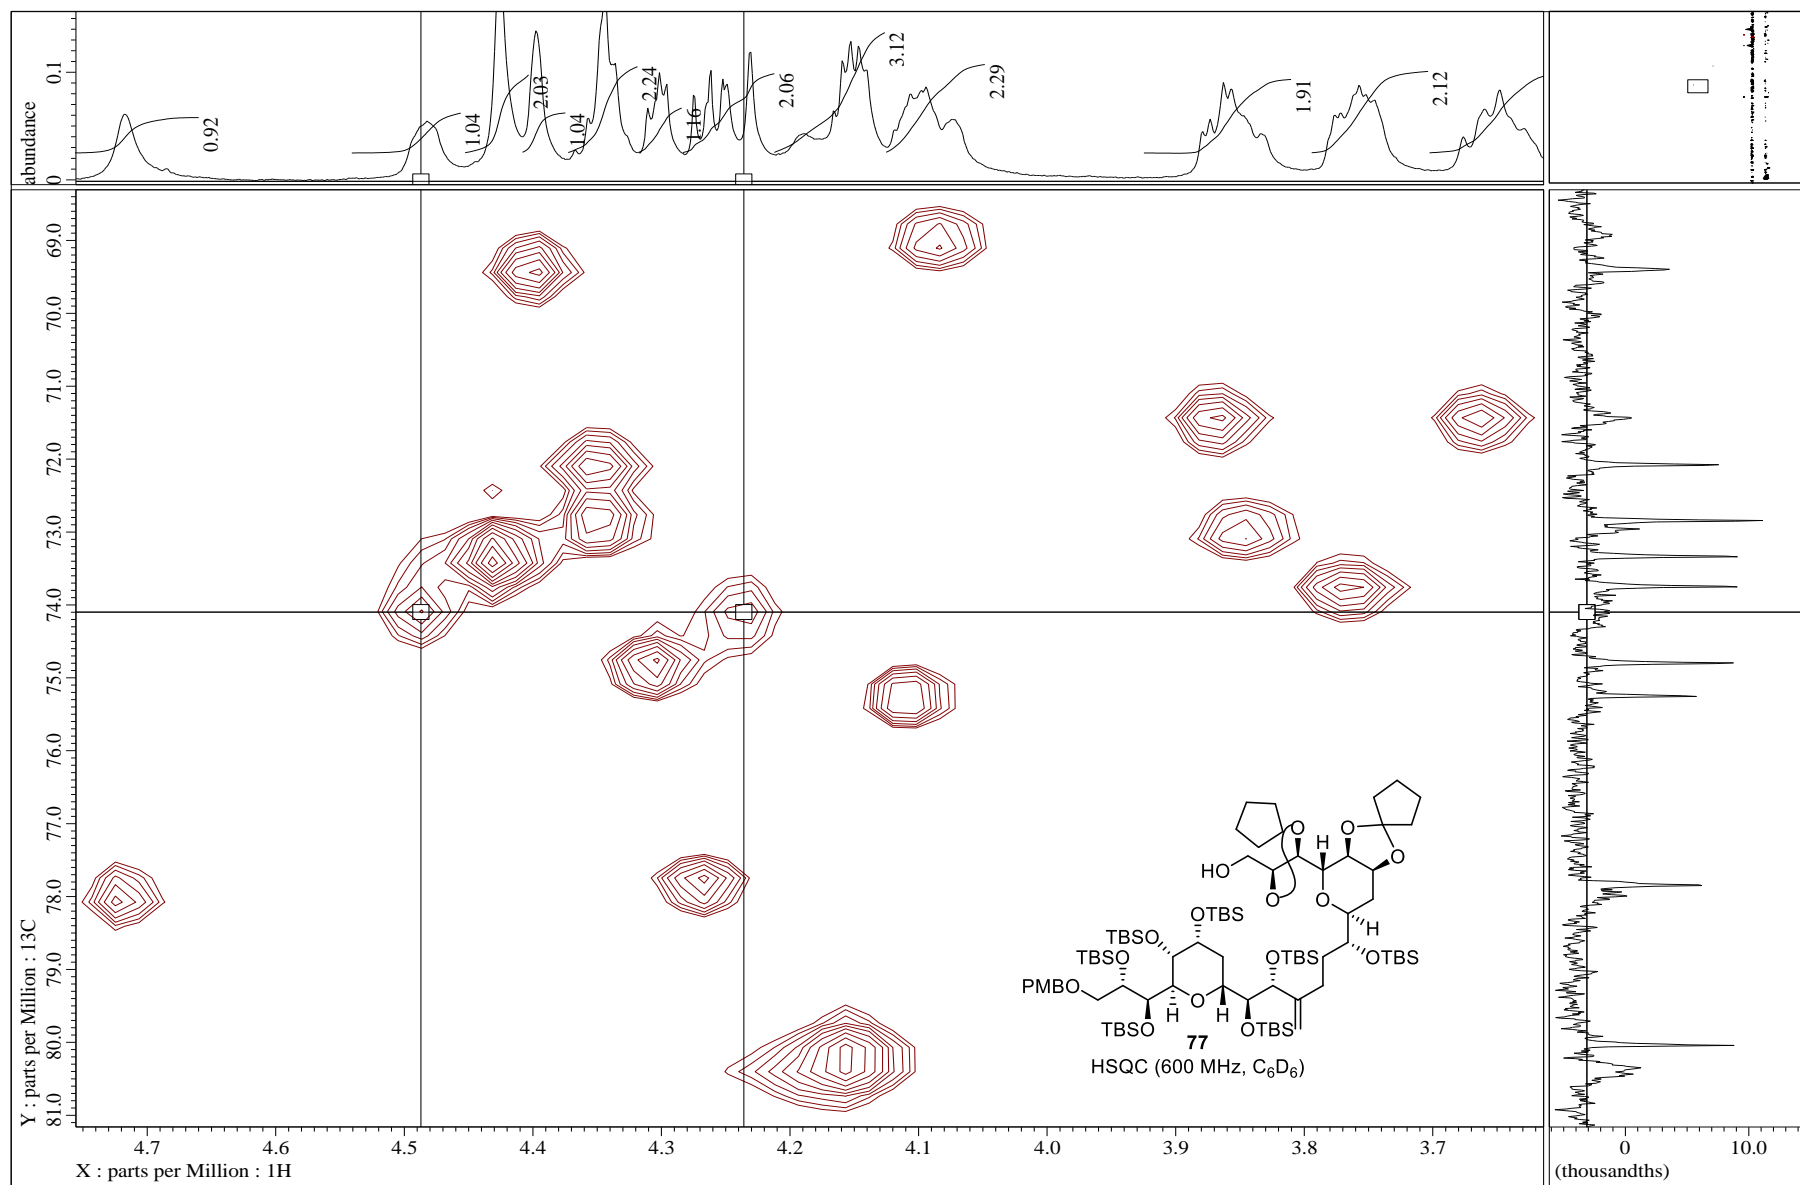 abundance
0 0.1
0.92 1.04 2.03 1.04 2.24 1.16 2.06 3.12 2.29 1.91 2.12
Y : parts per Million : 13C
69.0 70.0 71.0 72.0 73.0 74.0 75.0 76.0 77.0 78.0 79.0 80.0 81.0
O H O
HO O
O O
OTBS H
TBSO
TBSO OTBS OTBS
PMBO
O
H H
TBSO OTBS
77
HSQC (600 MHz, C6D6)
4.7 4.6 4.5 4.4 4.3 4.2 4.1 4.0 3.9 3.8 3.7
X : parts per Million : 1H
0 10.0
(thousandths)